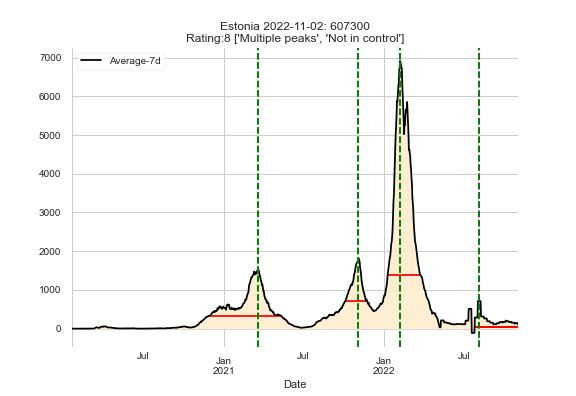 Estonia 2022-11-02: 607300
Rating:8 ['Multiple peaks', 'Not in control']
Average-7d
7000
6000
5000
4000
3000
2000
1000
0
Jul
Jan
2021
Jul
Jan
2022
Jul
Date